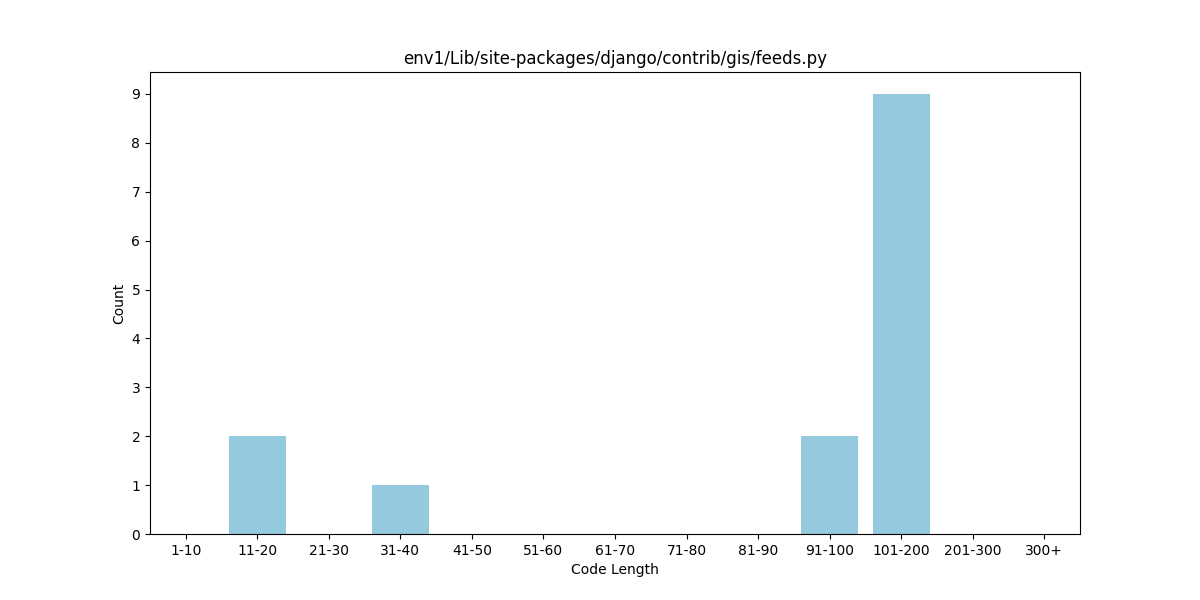 env1/Lib/site-packages/django/contrib/gis/feeds.py
9
8
7
6
5
4
3
2
1
0
Count
1-10 11-20 21-30 31-40 41-50 51-60 61-70 71-80 81-90 91-100 101-200 201-300 300+
Code Length